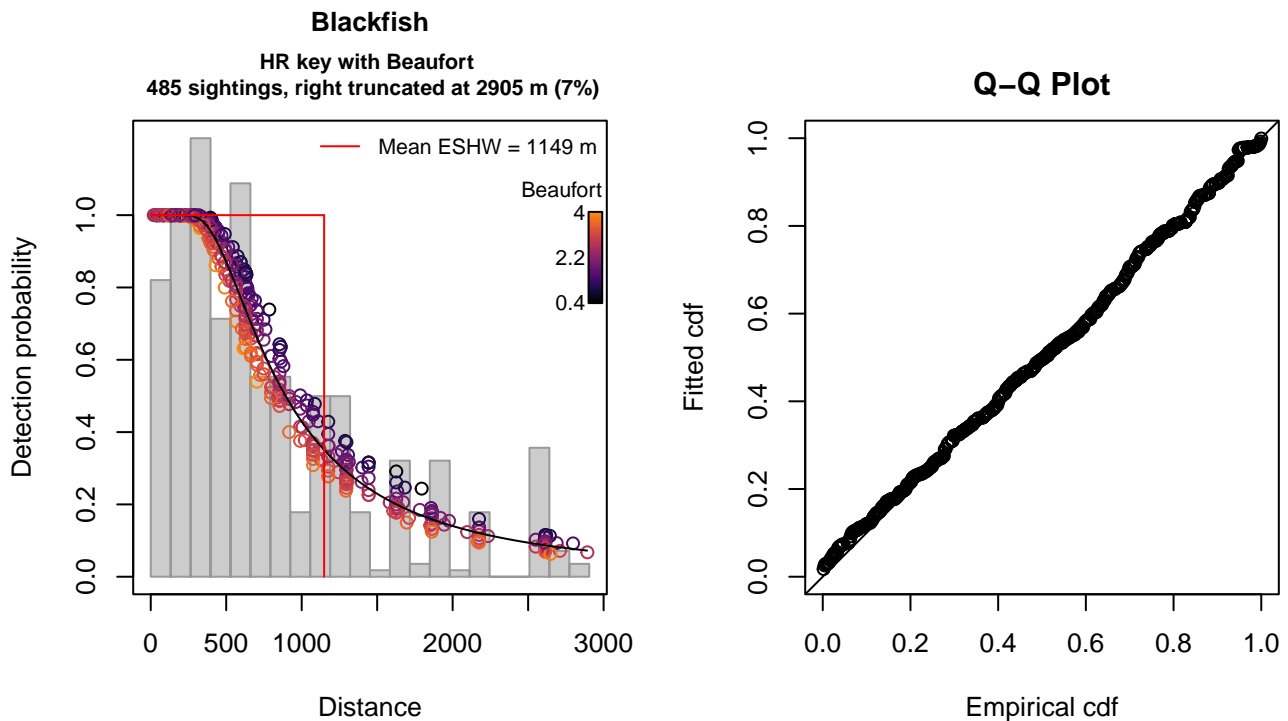 Blackfish
HR key with Beaufort
485 sightings, right truncated at 2905 m (7%)
Mean ESHW = 1149 m
Beaufort
4
2.2
0.4
Detection probability
1.0
0.8
0.6
0.4
0.2
0.0
0 500 1000 2000 3000
Distance
Q−Q Plot
Fitted cdf
1.0
0.8
0.6
0.4
0.2
0.0
0.0 0.2 0.4 0.6 0.8 1.0
Empirical cdf